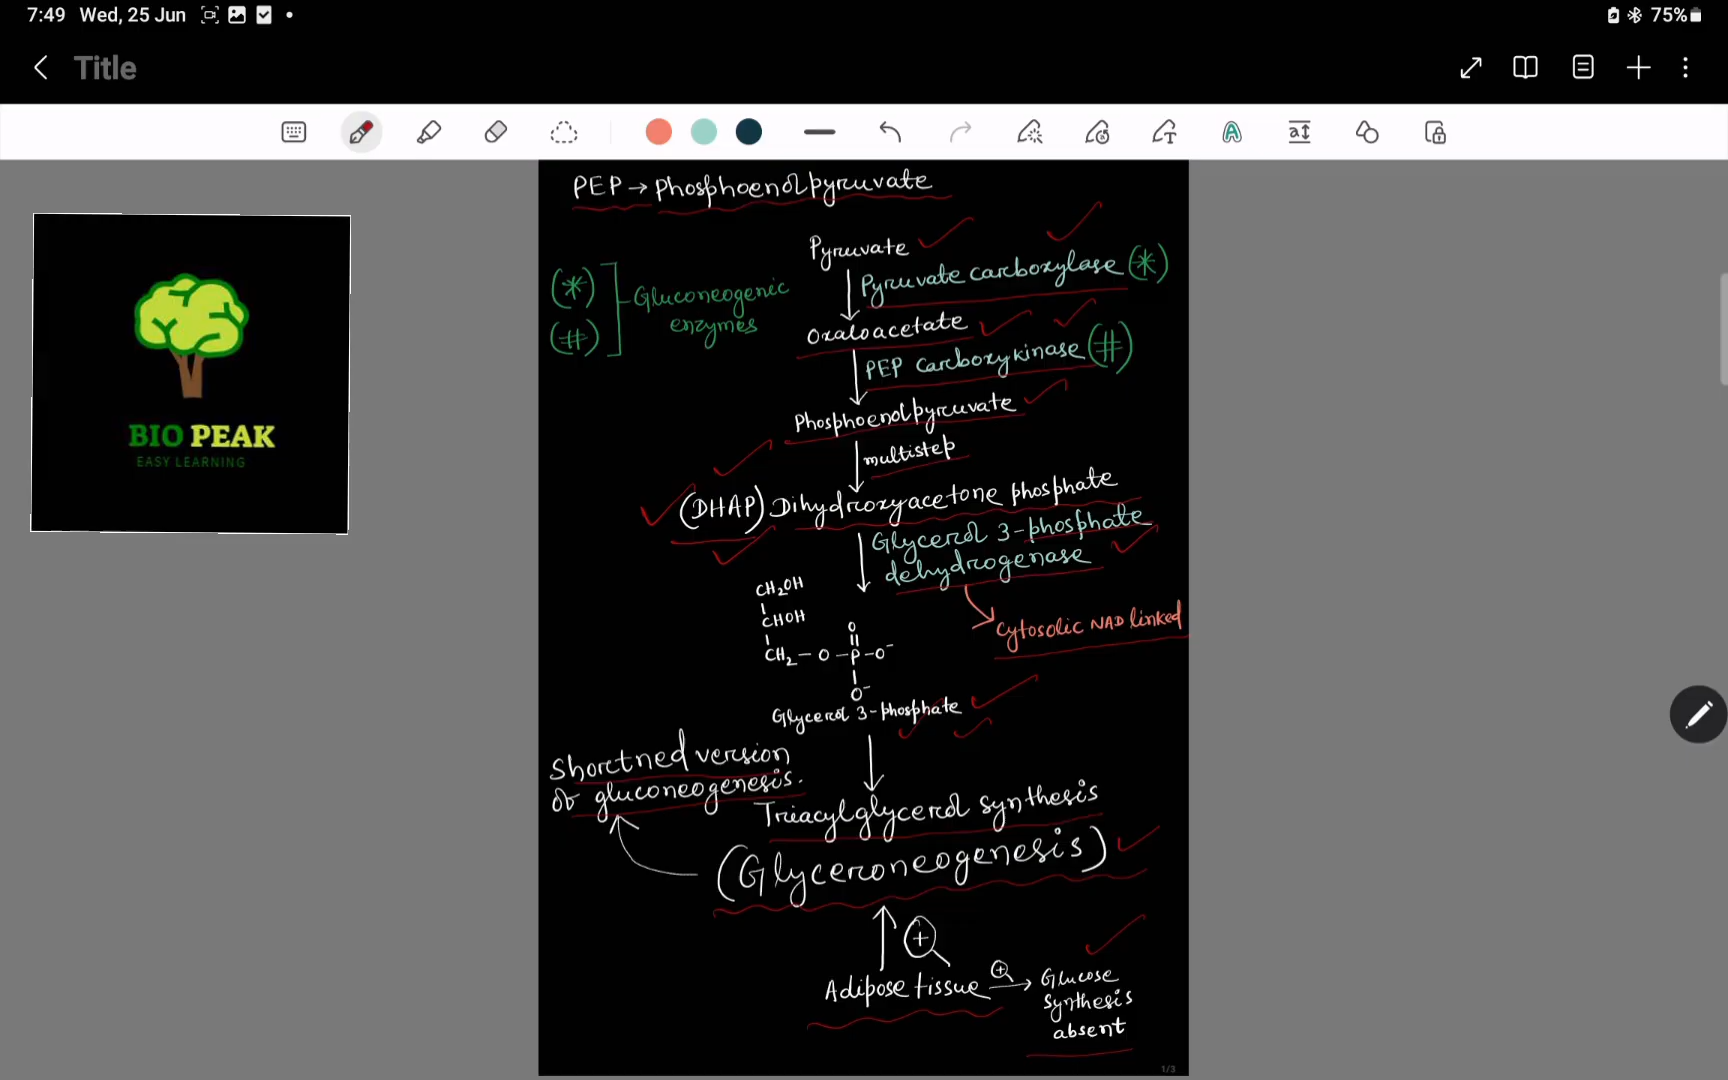 7:49 Wed, 25 Jun
75%
Title
PEP → Phosphoenolpyruvate
Pyruvate
Pyruvate carboxylase (*)
(*)
(#)
Gluconeogenic
enzymes
Oxaloacetate
PEP Carboxykinase (#)
Phosphoenolpyruvate
multistep
(DHAP) Dihydroxyacetone phosphate
Glycerol 3-phosphate
dehydrogenase
Cytosolic NAD linked
CH₂OH
CHOH
O
CH₂ - O - P - O⁻
O⁻
Glycerol 3-phosphate
Shortned version
of gluconeogenesis.
Triacylglycerol synthesis
(Glyceroneogenesis)
+
Adipose tissue + → Glucose
synthesis
absent
BIO PEAK
EASY LEARNING
1/3